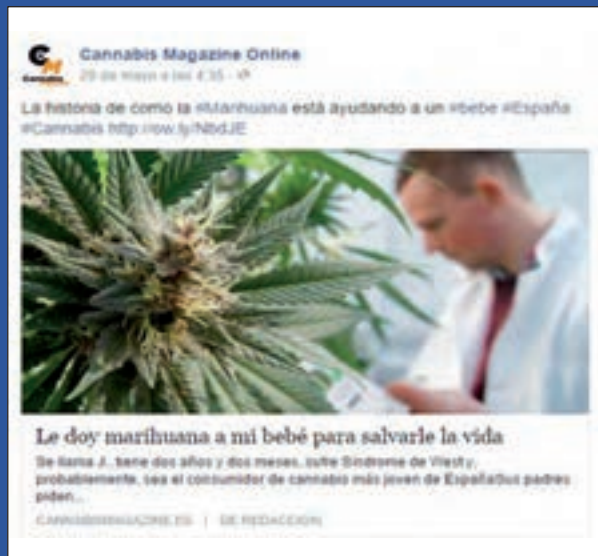 CM
Cannabis
Cannabis Magazine Online
29 de mayo a las 4:35
La historia de como la #Marihuana está ayudando a un #bebe #España
#Cannabis http://ow.ly/NbdJE
Le doy marihuana a mi bebé para salvarle la vida
Se llama J., tiene dos años y dos meses, sufre Síndrome de West y,
probablemente, sea el consumidor de cannabis más joven de EspañaSus padres
piden...
CANNABISMAGAZINE.ES | DE REDACCION